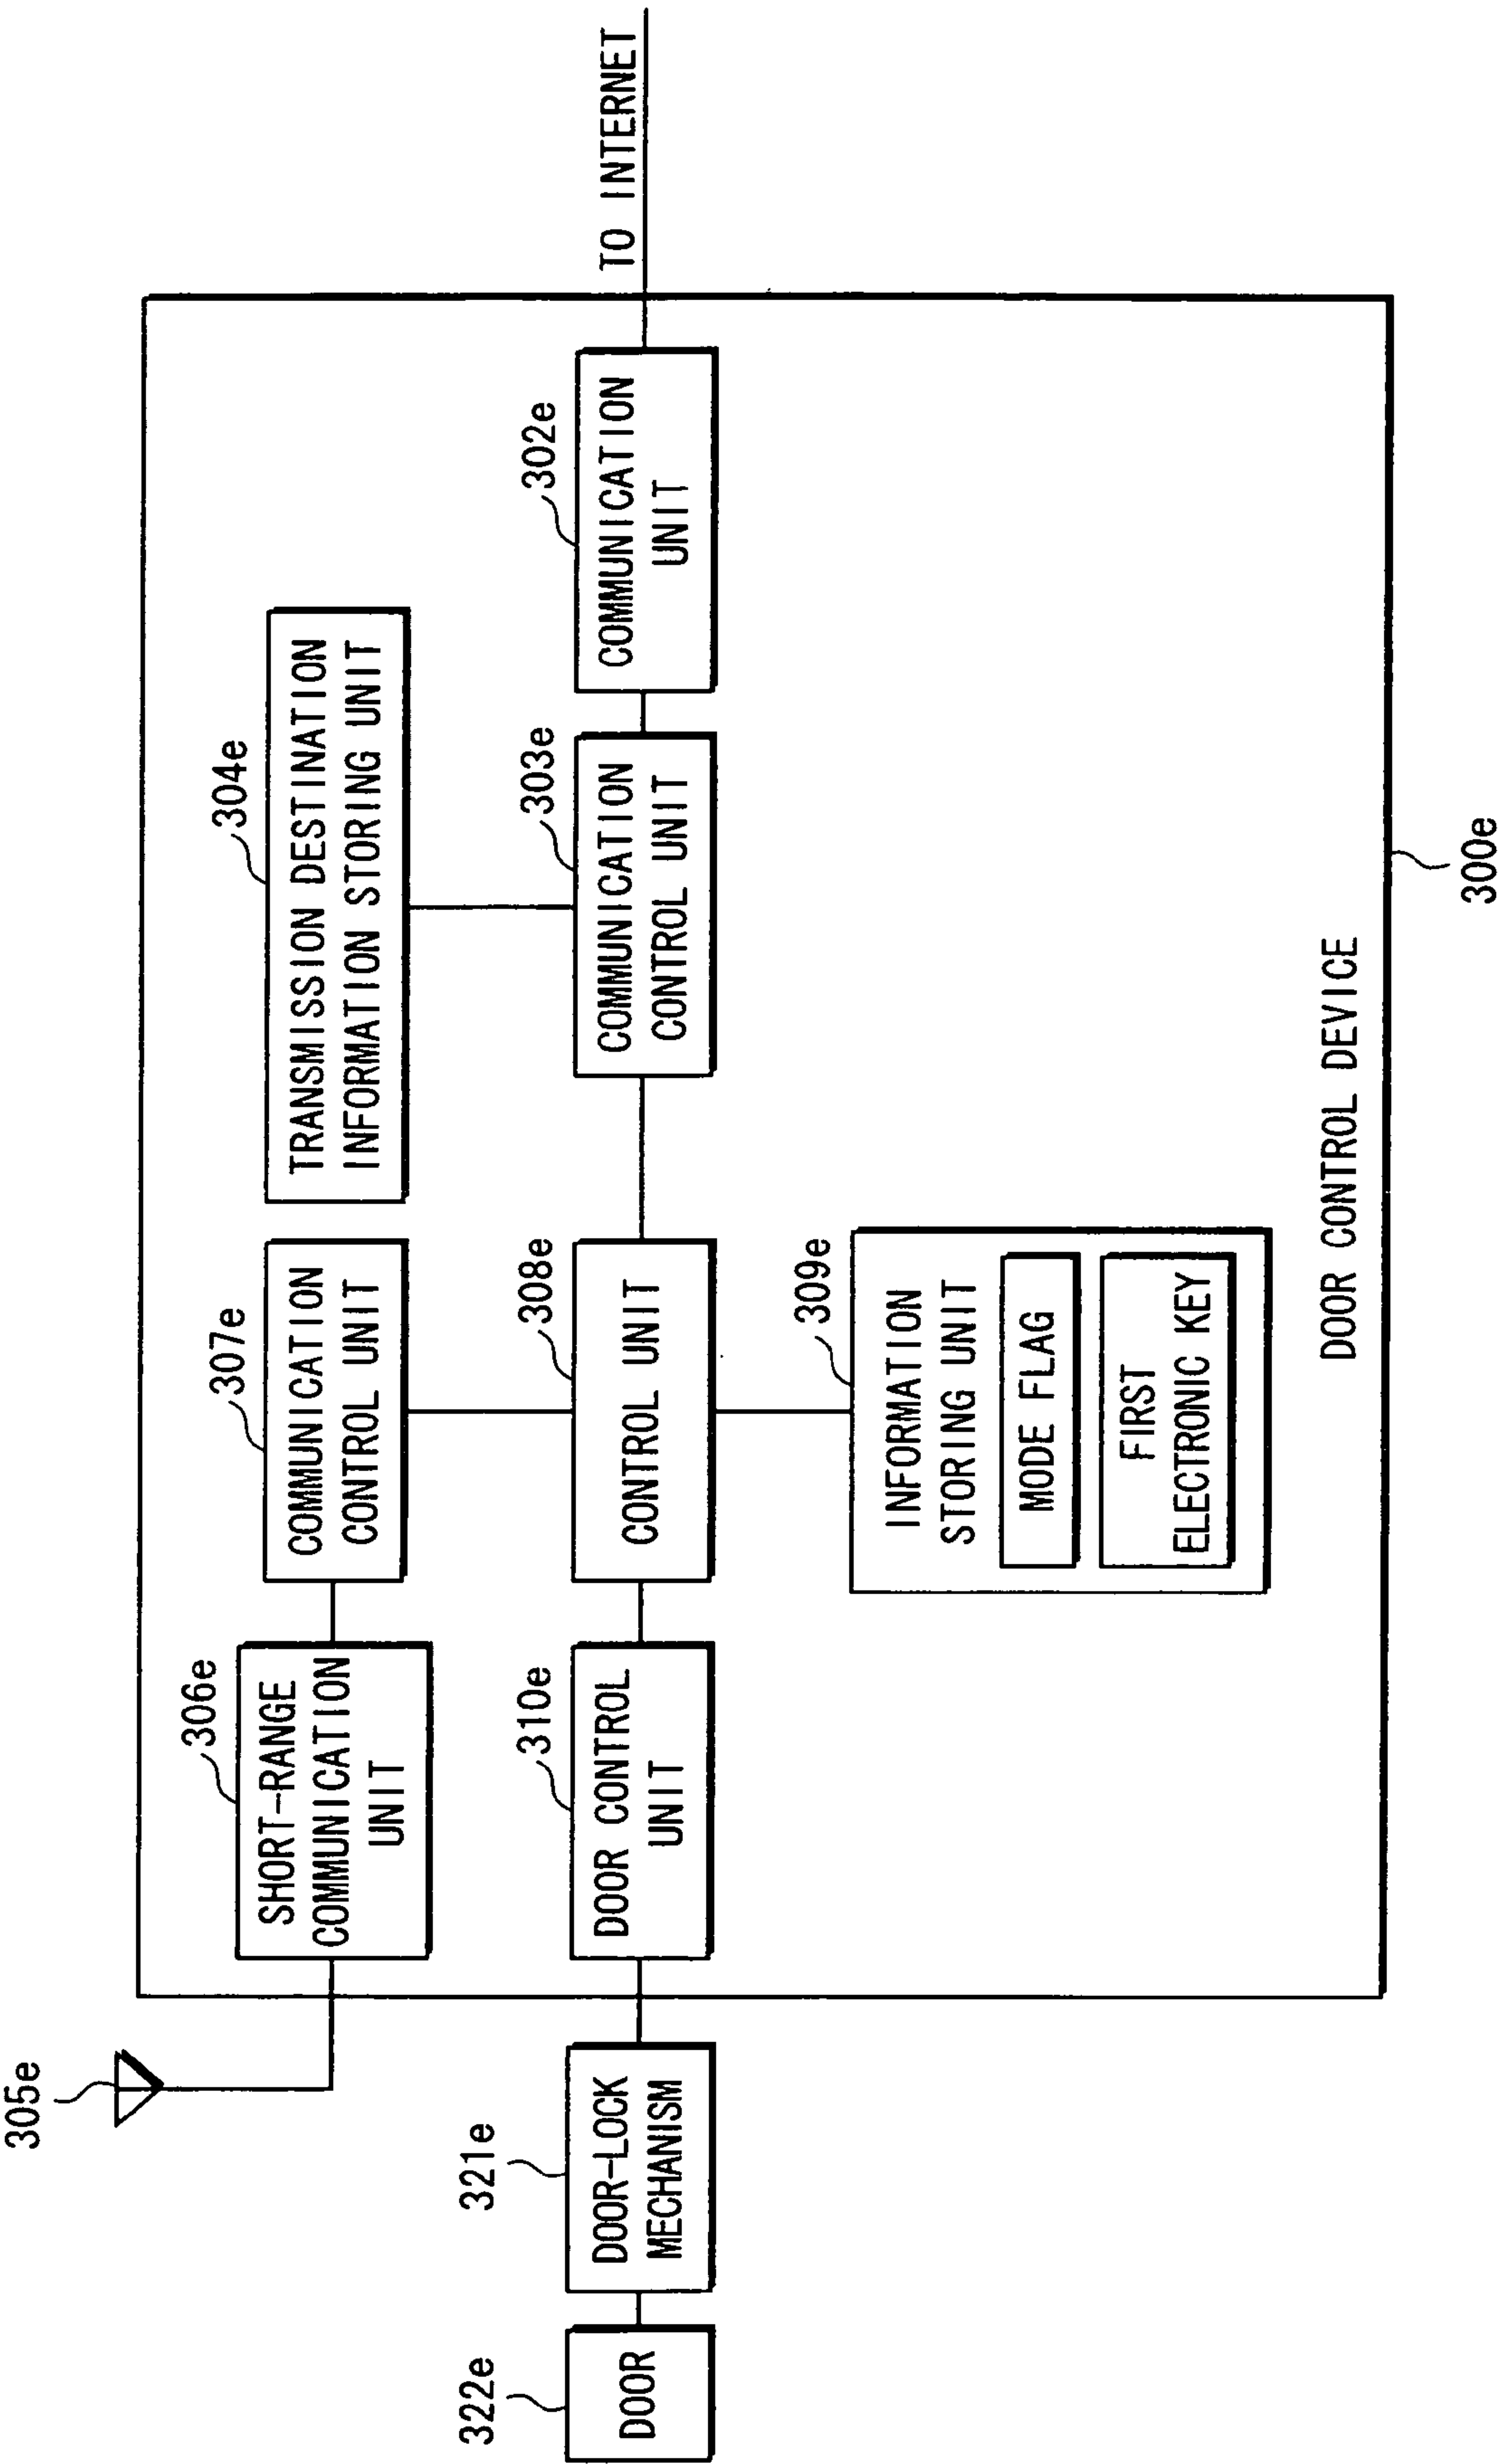 305e
306e
SHORT-RANGE
COMMUNICATION
UNIT
307e
COMMUNICATION
CONTROL UNIT
304e
TRANSMISSION DESTINATION
INFORMATION STORING UNIT
322e
DOOR
321e
DOOR-LOCK
MECHANISM
310e
DOOR CONTROL
UNIT
308e
CONTROL UNIT
303e
COMMUNICATION
CONTROL UNIT
302e
COMMUNICATION
UNIT
TO INTERNET
309e
INFORMATION
STORING UNIT
MODE FLAG
FIRST
ELECTRONIC KEY
DOOR CONTROL DEVICE
300e